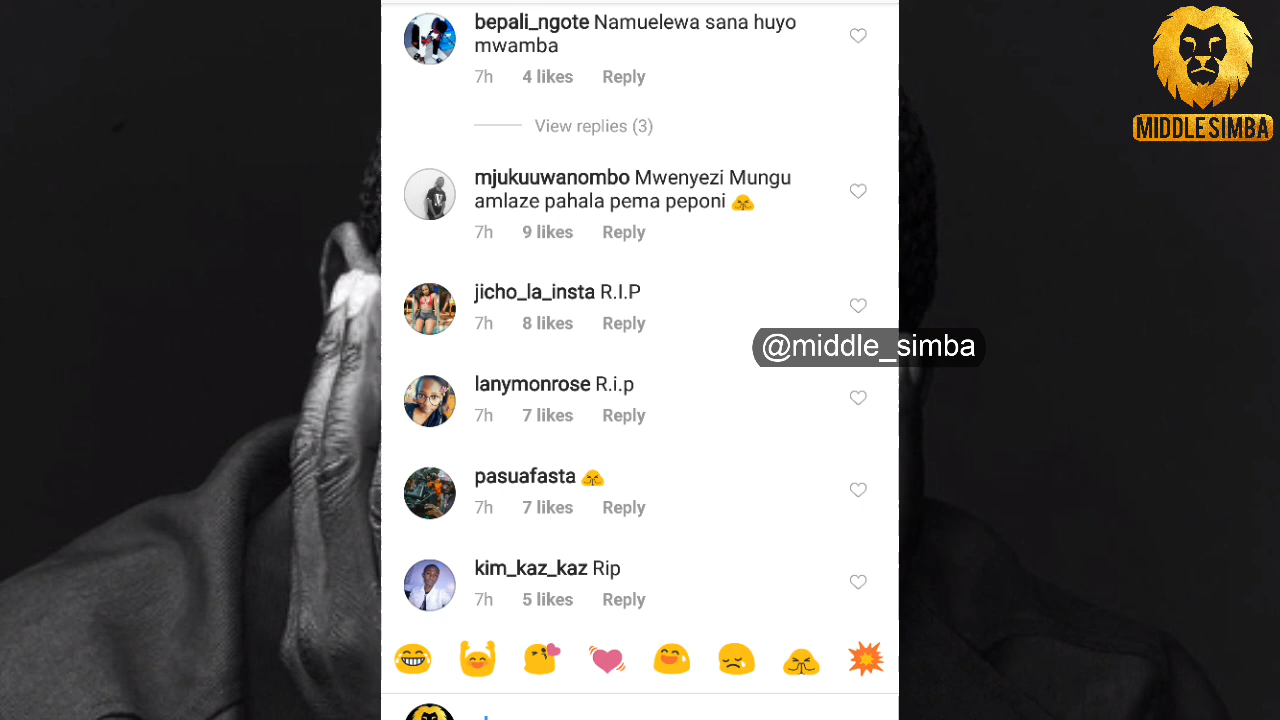 bepali_ngote Namuelewa sana huyo
mwamba
7h 4 likes Reply
View replies (3)
mjukuuwanombo Mwenyezi Mungu
amlaze pahala pema peponi 🙏
7h 9 likes Reply
jicho_la_insta R.I.P
7h 8 likes Reply
lanymonrose R.i.p
7h 7 likes Reply
pasuafasta 🙏
7h 7 likes Reply
kim_kaz_kaz Rip
7h 5 likes Reply
@middle_simba
MIDDLE SIMBA